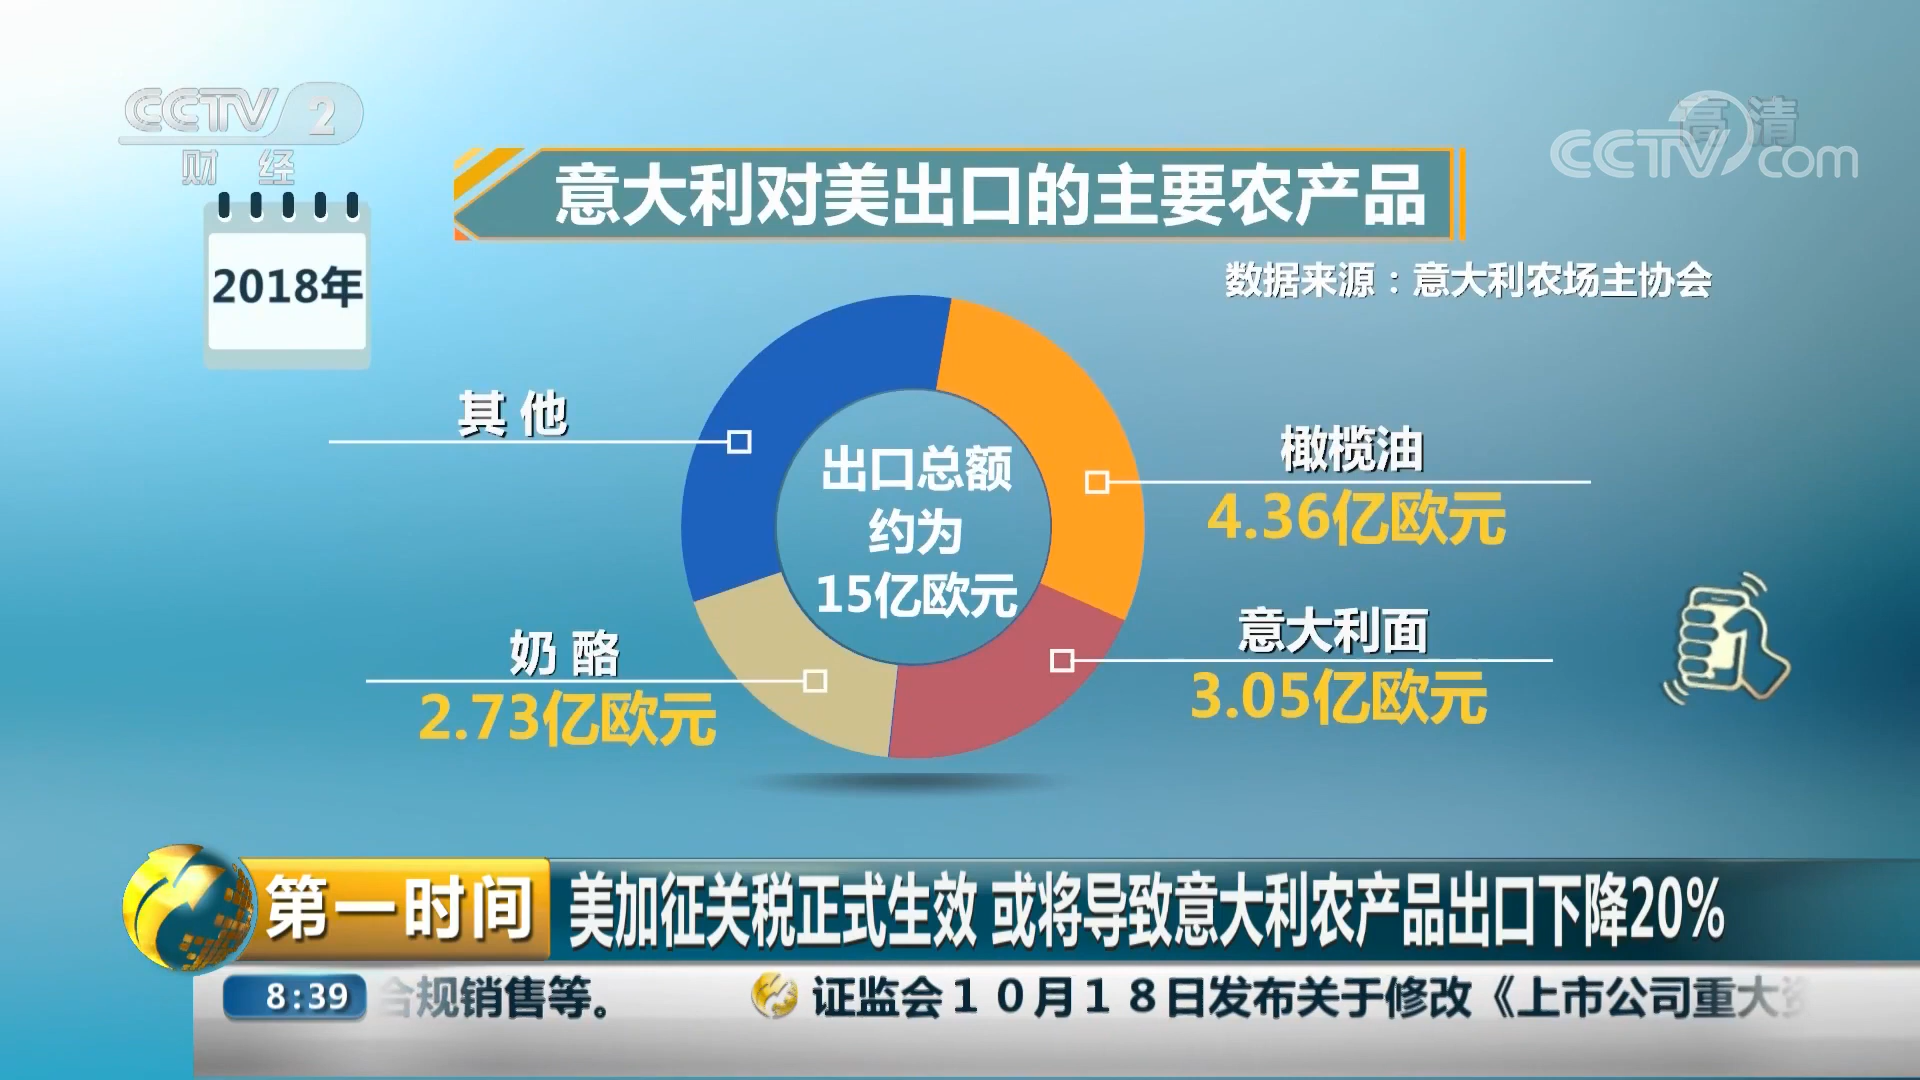 CCTV 2
财 经
高清
CCTV.com
意大利对美出口的主要农产品
2018年
数据来源：意大利农场主协会
其 他
橄榄油
4.36亿欧元
出口总额
约为
15亿欧元
意大利面
3.05亿欧元
奶 酪
2.73亿欧元
第一时间
美加征关税正式生效 或将导致意大利农产品出口下降20%
8:39
合规销售等。
证监会10月18日发布关于修改《上市公司重大资